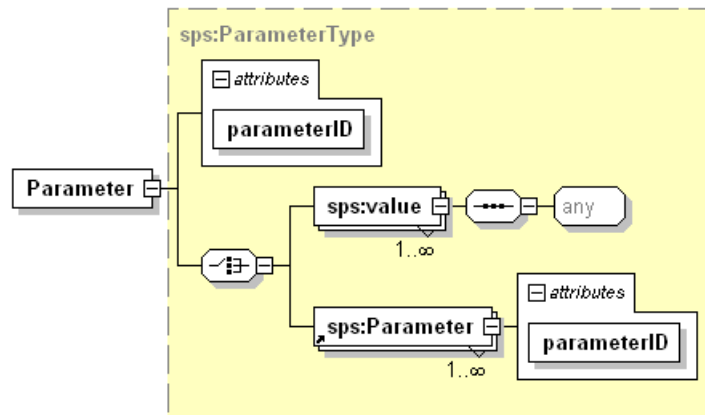 sps:ParameterType
attributes
parameterID
Parameter
sps:value
any
1..∞
attributes
sps:Parameter
parameterID
1..∞